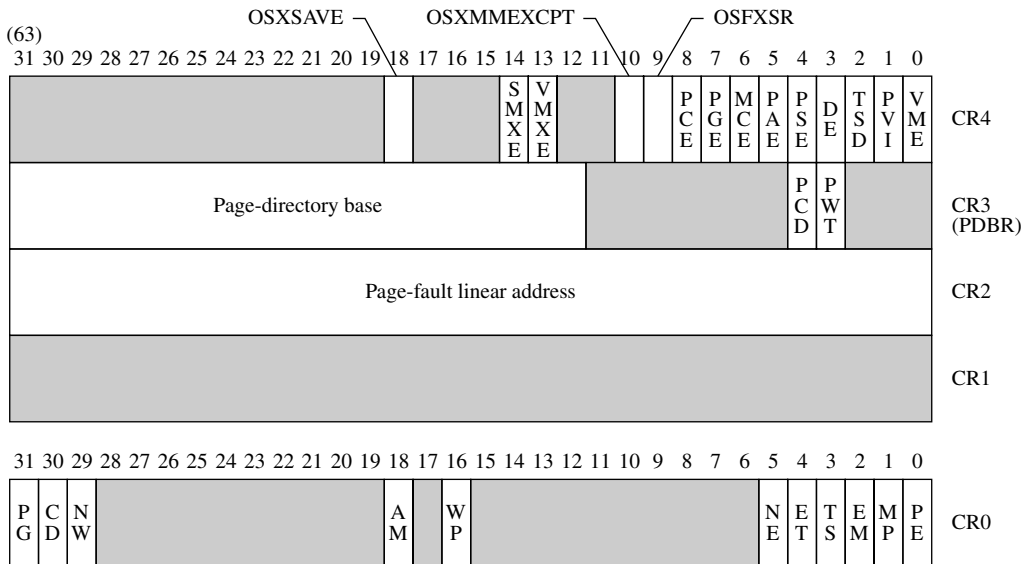 OSXSAVE OSXMMEXCPT OSFXSR
(63)
31 30 29 28 27 26 25 24 23 22 21 20 19 18 17 16 15 14 13 12 11 10 9 8 7 6 5 4 3 2 1 0
SMXE VMXE PCE PGE MCE PAE PSE DE TSD PVI VME CR4
Page-directory base PCD PWT CR3
(PDBR)
Page-fault linear address CR2
CR1
31 30 29 28 27 26 25 24 23 22 21 20 19 18 17 16 15 14 13 12 11 10 9 8 7 6 5 4 3 2 1 0
PG CD NW AM WP NE ET TS EM MP PE CR0